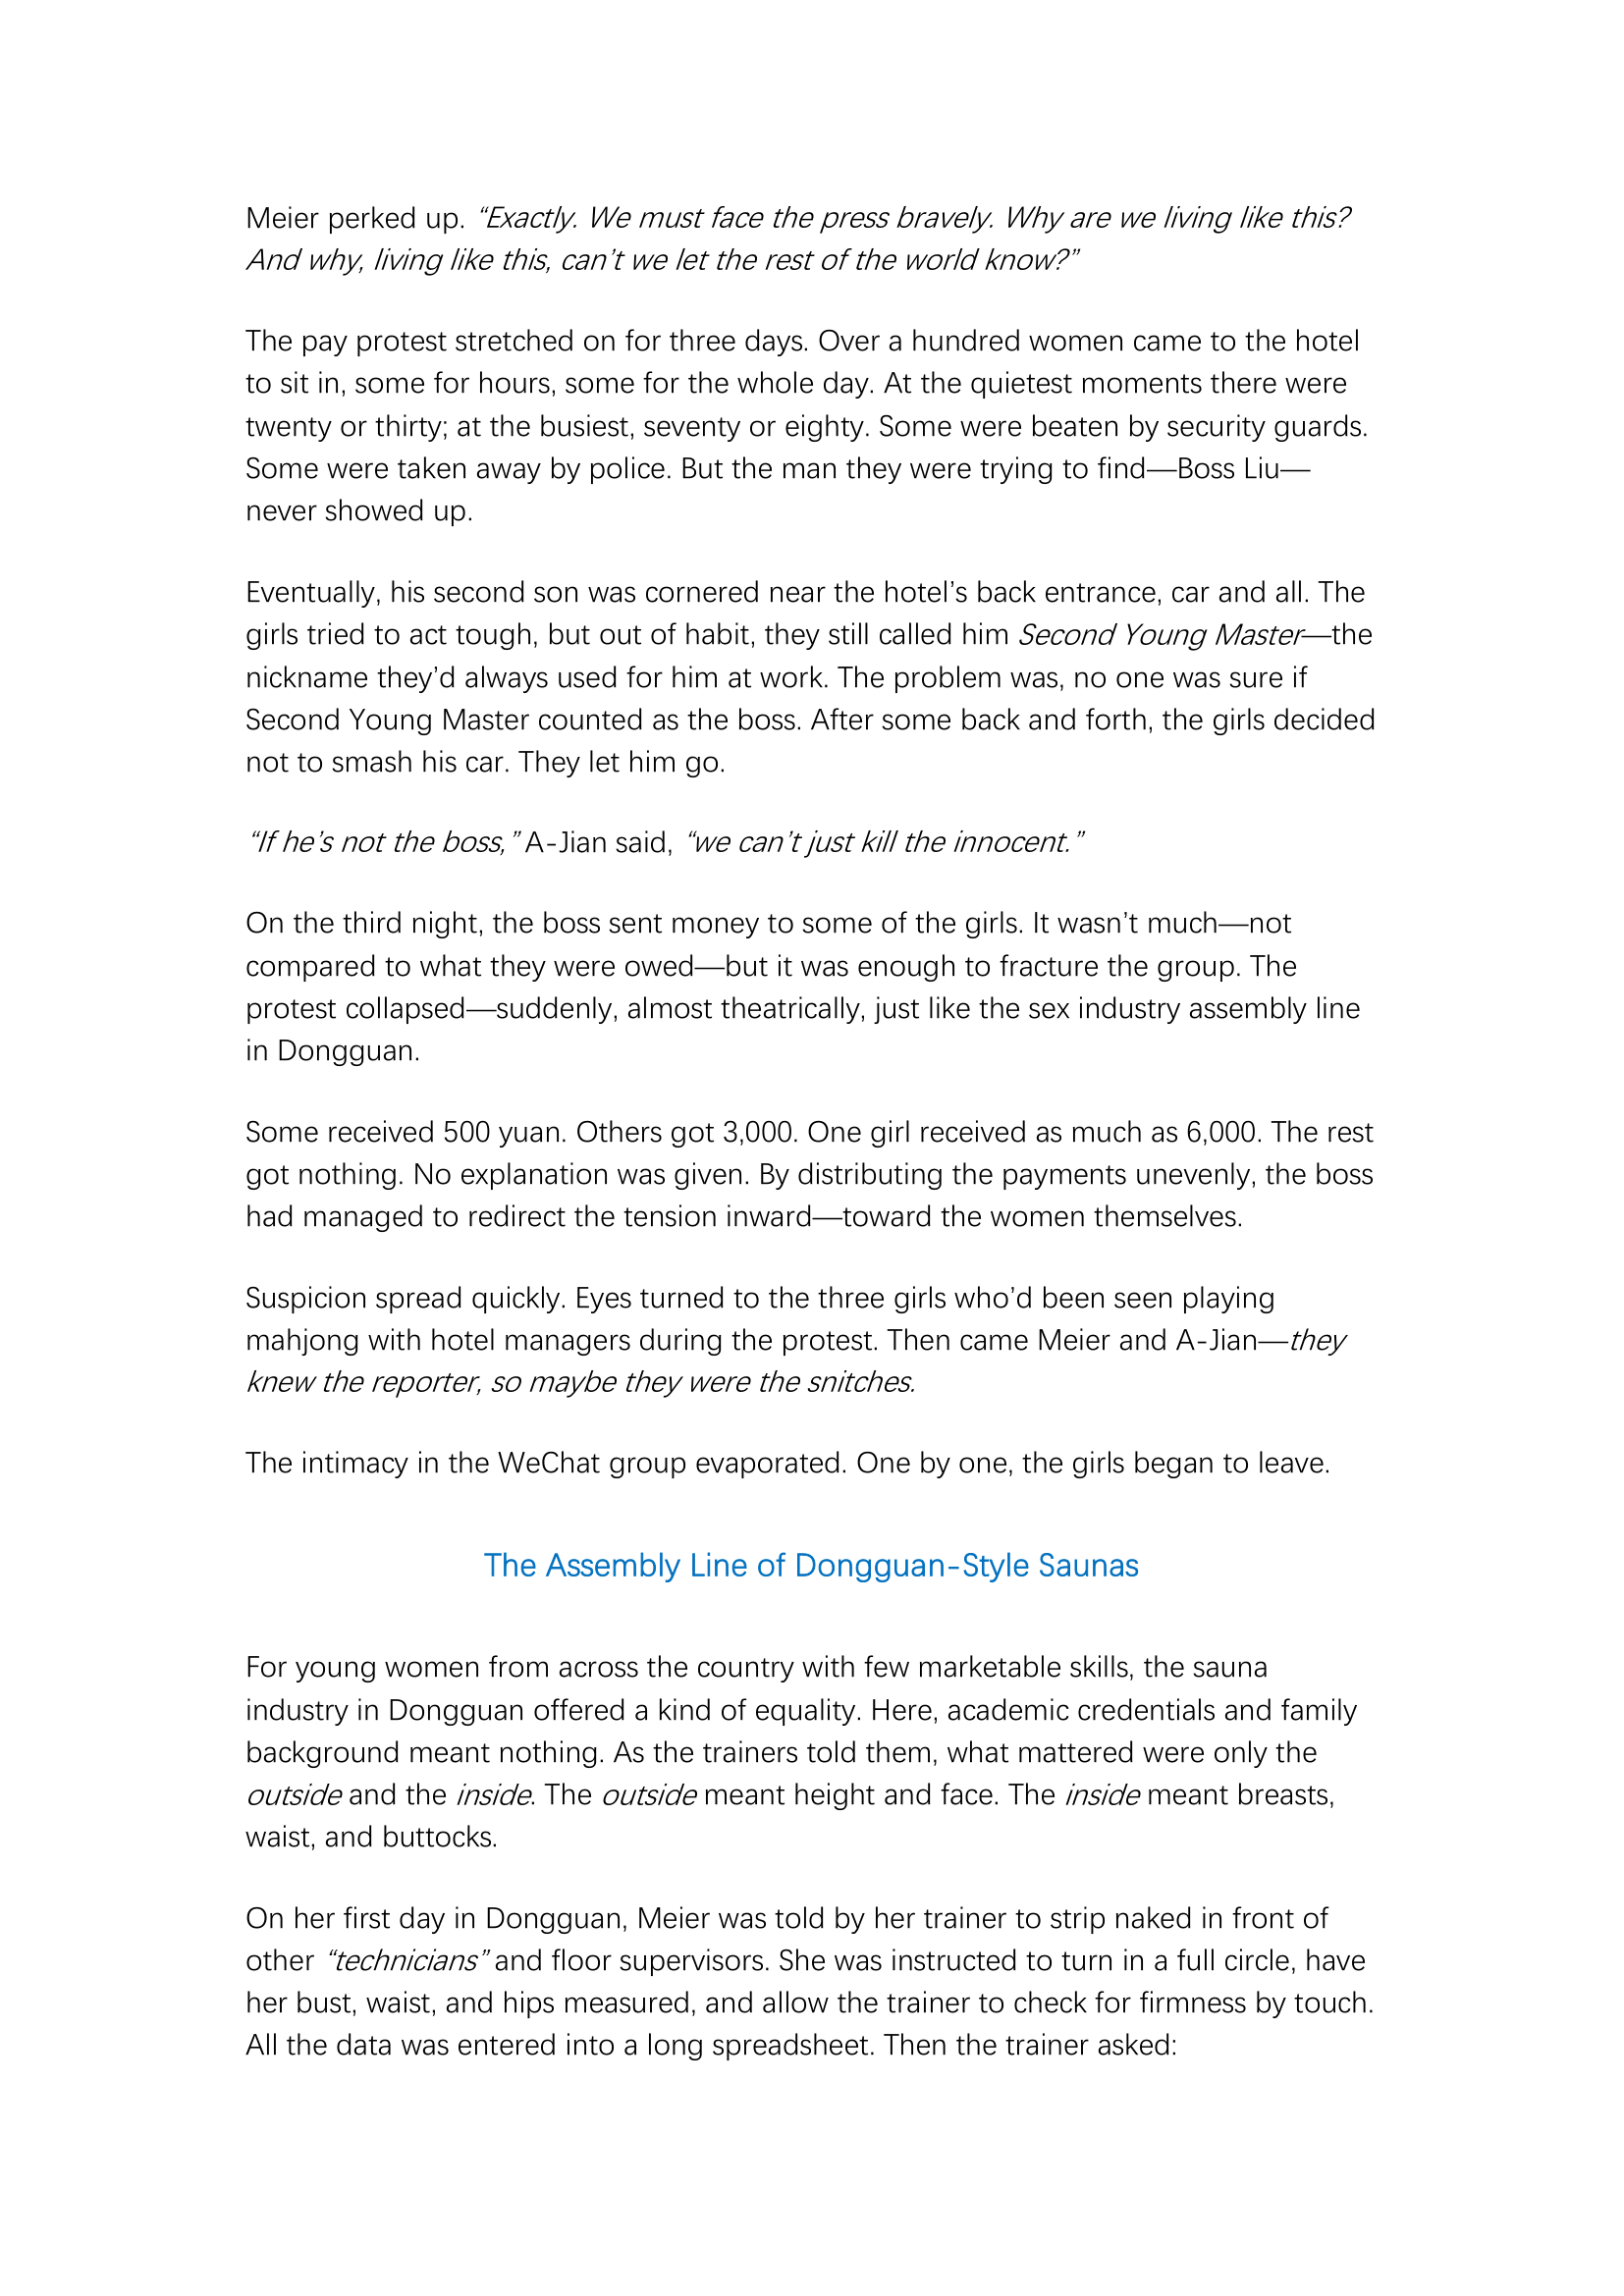 Meier perked up. “Exactly. We must face the press bravely. Why are we living like this?
And why, living like this, can’t we let the rest of the world know?”
The pay protest stretched on for three days. Over a hundred women came to the hotel
to sit in, some for hours, some for the whole day. At the quietest moments there were
twenty or thirty; at the busiest, seventy or eighty. Some were beaten by security guards.
Some were taken away by police. But the man they were trying to find—Boss Liu—
never showed up.
Eventually, his second son was cornered near the hotel’s back entrance, car and all. The
girls tried to act tough, but out of habit, they still called him Second Young Master—the
nickname they’d always used for him at work. The problem was, no one was sure if
Second Young Master counted as the boss. After some back and forth, the girls decided
not to smash his car. They let him go.
“If he’s not the boss,” A-Jian said, “we can’t just kill the innocent.”
On the third night, the boss sent money to some of the girls. It wasn’t much—not
compared to what they were owed—but it was enough to fracture the group. The
protest collapsed—suddenly, almost theatrically, just like the sex industry assembly line
in Dongguan.
Some received 500 yuan. Others got 3,000. One girl received as much as 6,000. The rest
got nothing. No explanation was given. By distributing the payments unevenly, the boss
had managed to redirect the tension inward—toward the women themselves.
Suspicion spread quickly. Eyes turned to the three girls who’d been seen playing
mahjong with hotel managers during the protest. Then came Meier and A-Jian—they
knew the reporter, so maybe they were the snitches.
The intimacy in the WeChat group evaporated. One by one, the girls began to leave.
The Assembly Line of Dongguan-Style Saunas
For young women from across the country with few marketable skills, the sauna
industry in Dongguan offered a kind of equality. Here, academic credentials and family
background meant nothing. As the trainers told them, what mattered were only the
outside and the inside. The outside meant height and face. The inside meant breasts,
waist, and buttocks.
On her first day in Dongguan, Meier was told by her trainer to strip naked in front of
other “technicians” and floor supervisors. She was instructed to turn in a full circle, have
her bust, waist, and hips measured, and allow the trainer to check for firmness by touch.
All the data was entered into a long spreadsheet. Then the trainer asked: